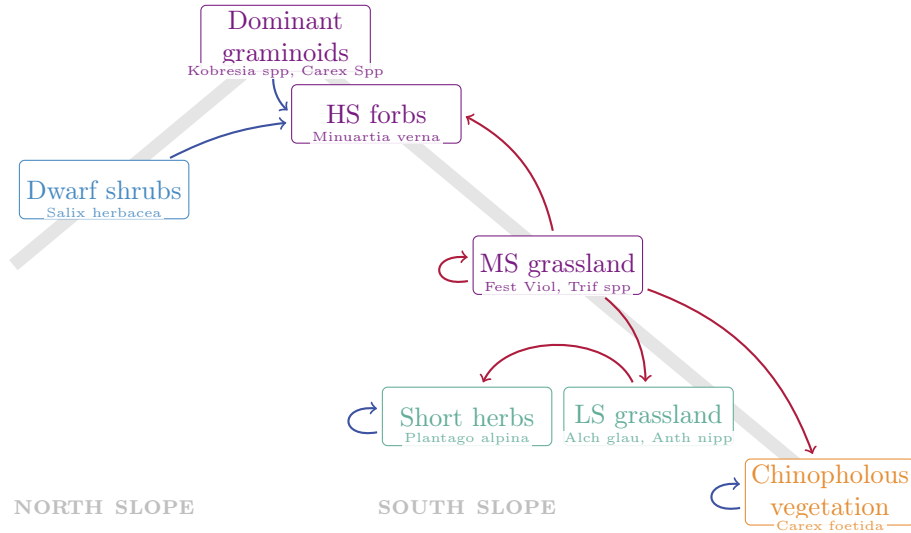 Dominant
graminoids
Kobresia spp, Carex Spp
HS forbs
Minuartia verna
Dwarf shrubs
Salix herbacea
MS grassland
Fest Viol, Trif spp
Short herbs
Plantago alpina
LS grassland
Alch glau, Anth nipp
Chinopholous
vegetation
Carex foetida
NORTH SLOPE
SOUTH SLOPE